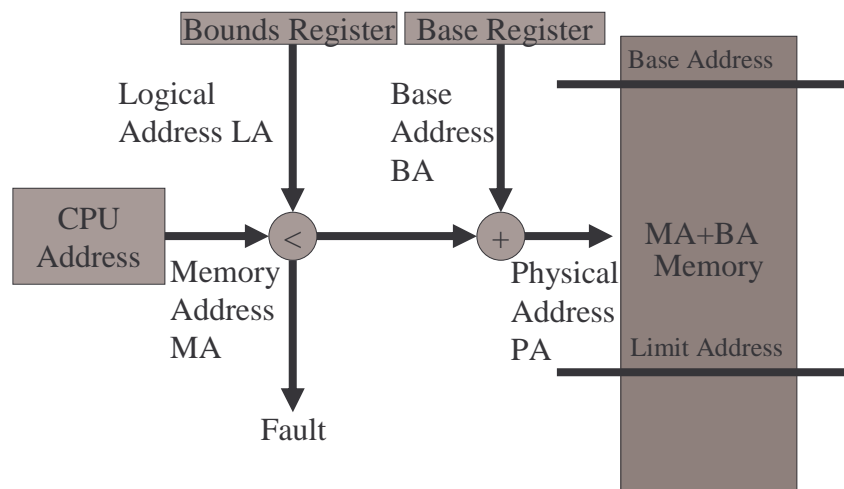 Bounds Register
Base Register
Base Address
Logical
Address LA
Base
Address
BA
CPU
Address
<
+
MA+BA
Memory
Memory
Address
MA
Physical
Address
PA
Limit Address
Fault